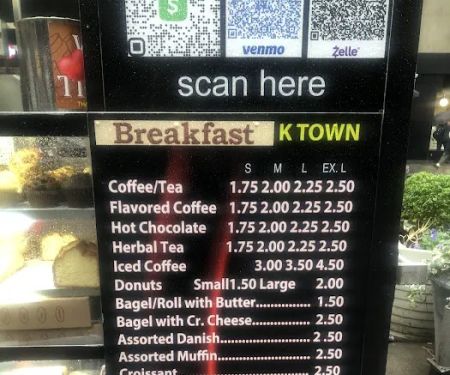 venmo
Zelle
scan here
Breakfast K TOWN
S M L EX. L
Coffee/Tea 1.75 2.00 2.25 2.50
Flavored Coffee 1.75 2.00 2.25 2.50
Hot Chocolate 1.75 2.00 2.25 2.50
Herbal Tea 1.75 2.00 2.25 2.50
Iced Coffee 3.00 3.50 4.50
Donuts Small1.50 Large 2.00
Bagel/Roll with Butter............... 1.50
Bagel with Cr. Cheese............... 2.50
Assorted Danish....................... 2.50
Assorted Muffin....................... 2.50
Croissant................... 2.50